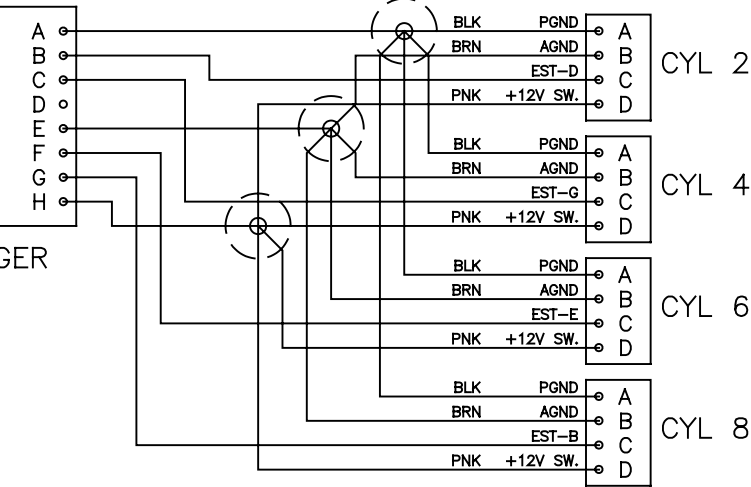 A
B
C
D
E
F
G
H
GER
BLK PGND A
BRN AGND B
EST-D C
PNK +12V SW. D
CYL 2
BLK PGND A
BRN AGND B
EST-G C
PNK +12V SW. D
CYL 4
BLK PGND A
BRN AGND B
EST-E C
PNK +12V SW. D
CYL 6
BLK PGND A
BRN AGND B
EST-B C
PNK +12V SW. D
CYL 8